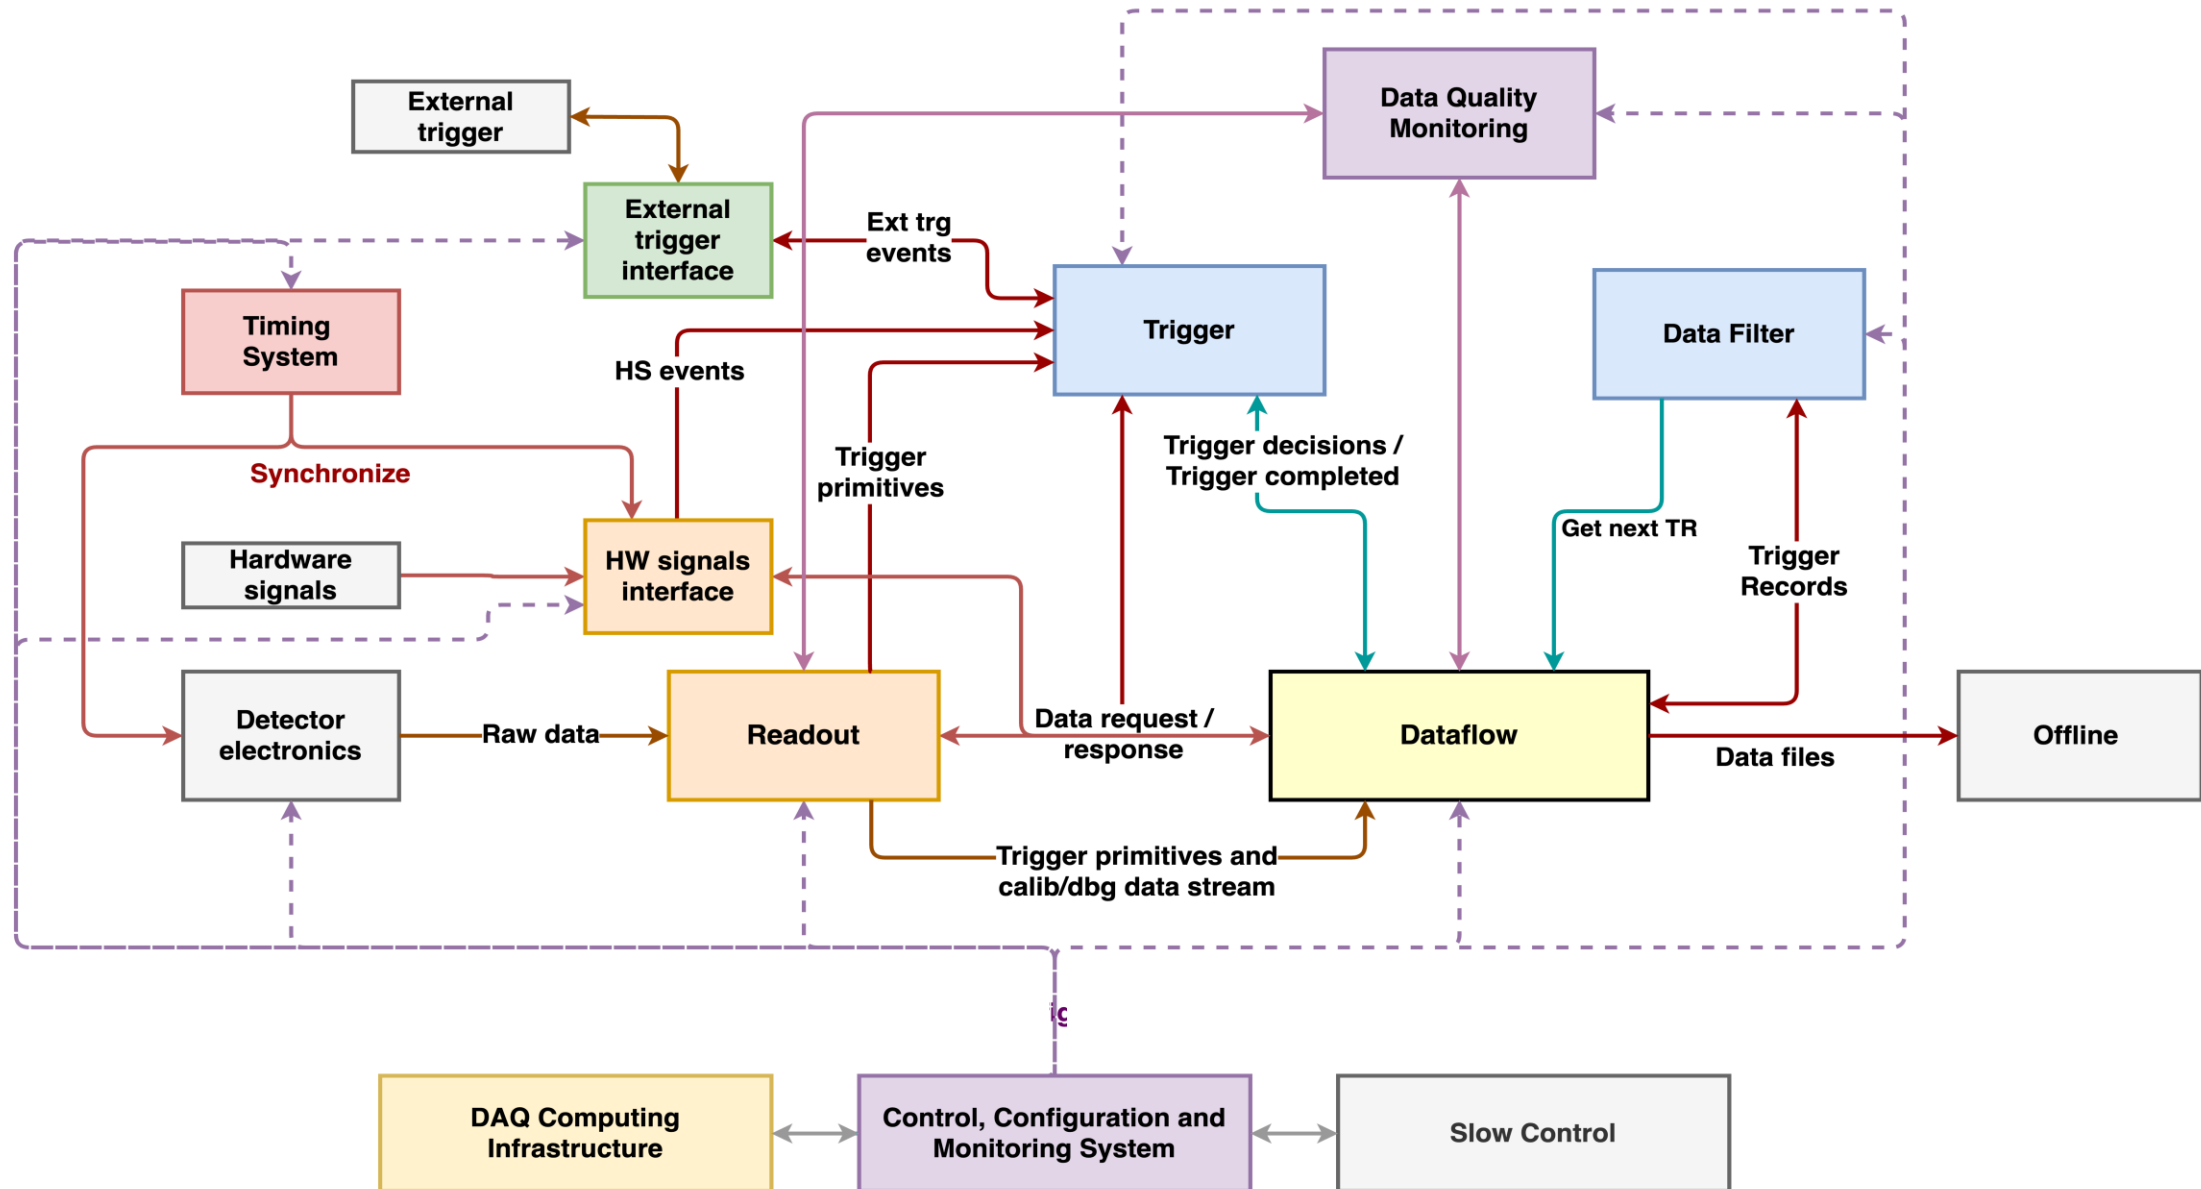 External
trigger
Data Quality
Monitoring
External
trigger
interface
Ext trg
events
Timing
System
Trigger
Data Filter
HS events
Synchronize
Trigger
primitives
Trigger decisions /
Trigger completed
Get next TR
Trigger
Records
Hardware
signals
HW signals
interface
Detector
electronics
Raw data
Readout
Data request /
response
Dataflow
Data files
Offline
Trigger primitives and
calib/dbg data stream
DAQ Computing
Infrastructure
Control, Configuration and
Monitoring System
Slow Control